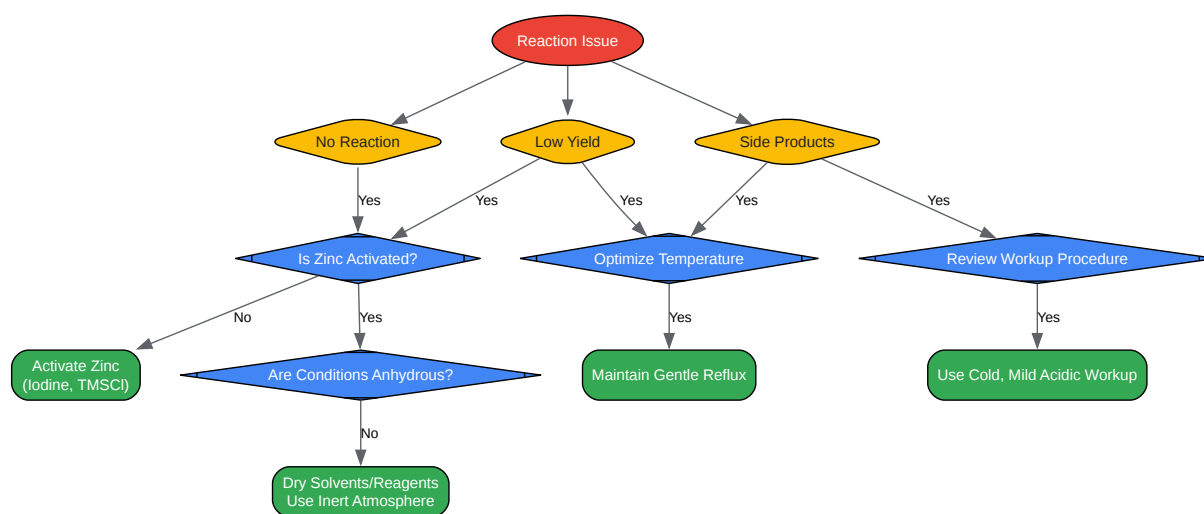 Reaction Issue
No Reaction
Low Yield
Side Products
Yes
Yes
Yes
Yes
Yes
Is Zinc Activated?
Optimize Temperature
Review Workup Procedure
No
Yes
Yes
Yes
Activate Zinc
(Iodine, TMSCl)
Are Conditions Anhydrous?
Maintain Gentle Reflux
Use Cold, Mild Acidic Workup
No
Dry Solvents/Reagents
Use Inert Atmosphere